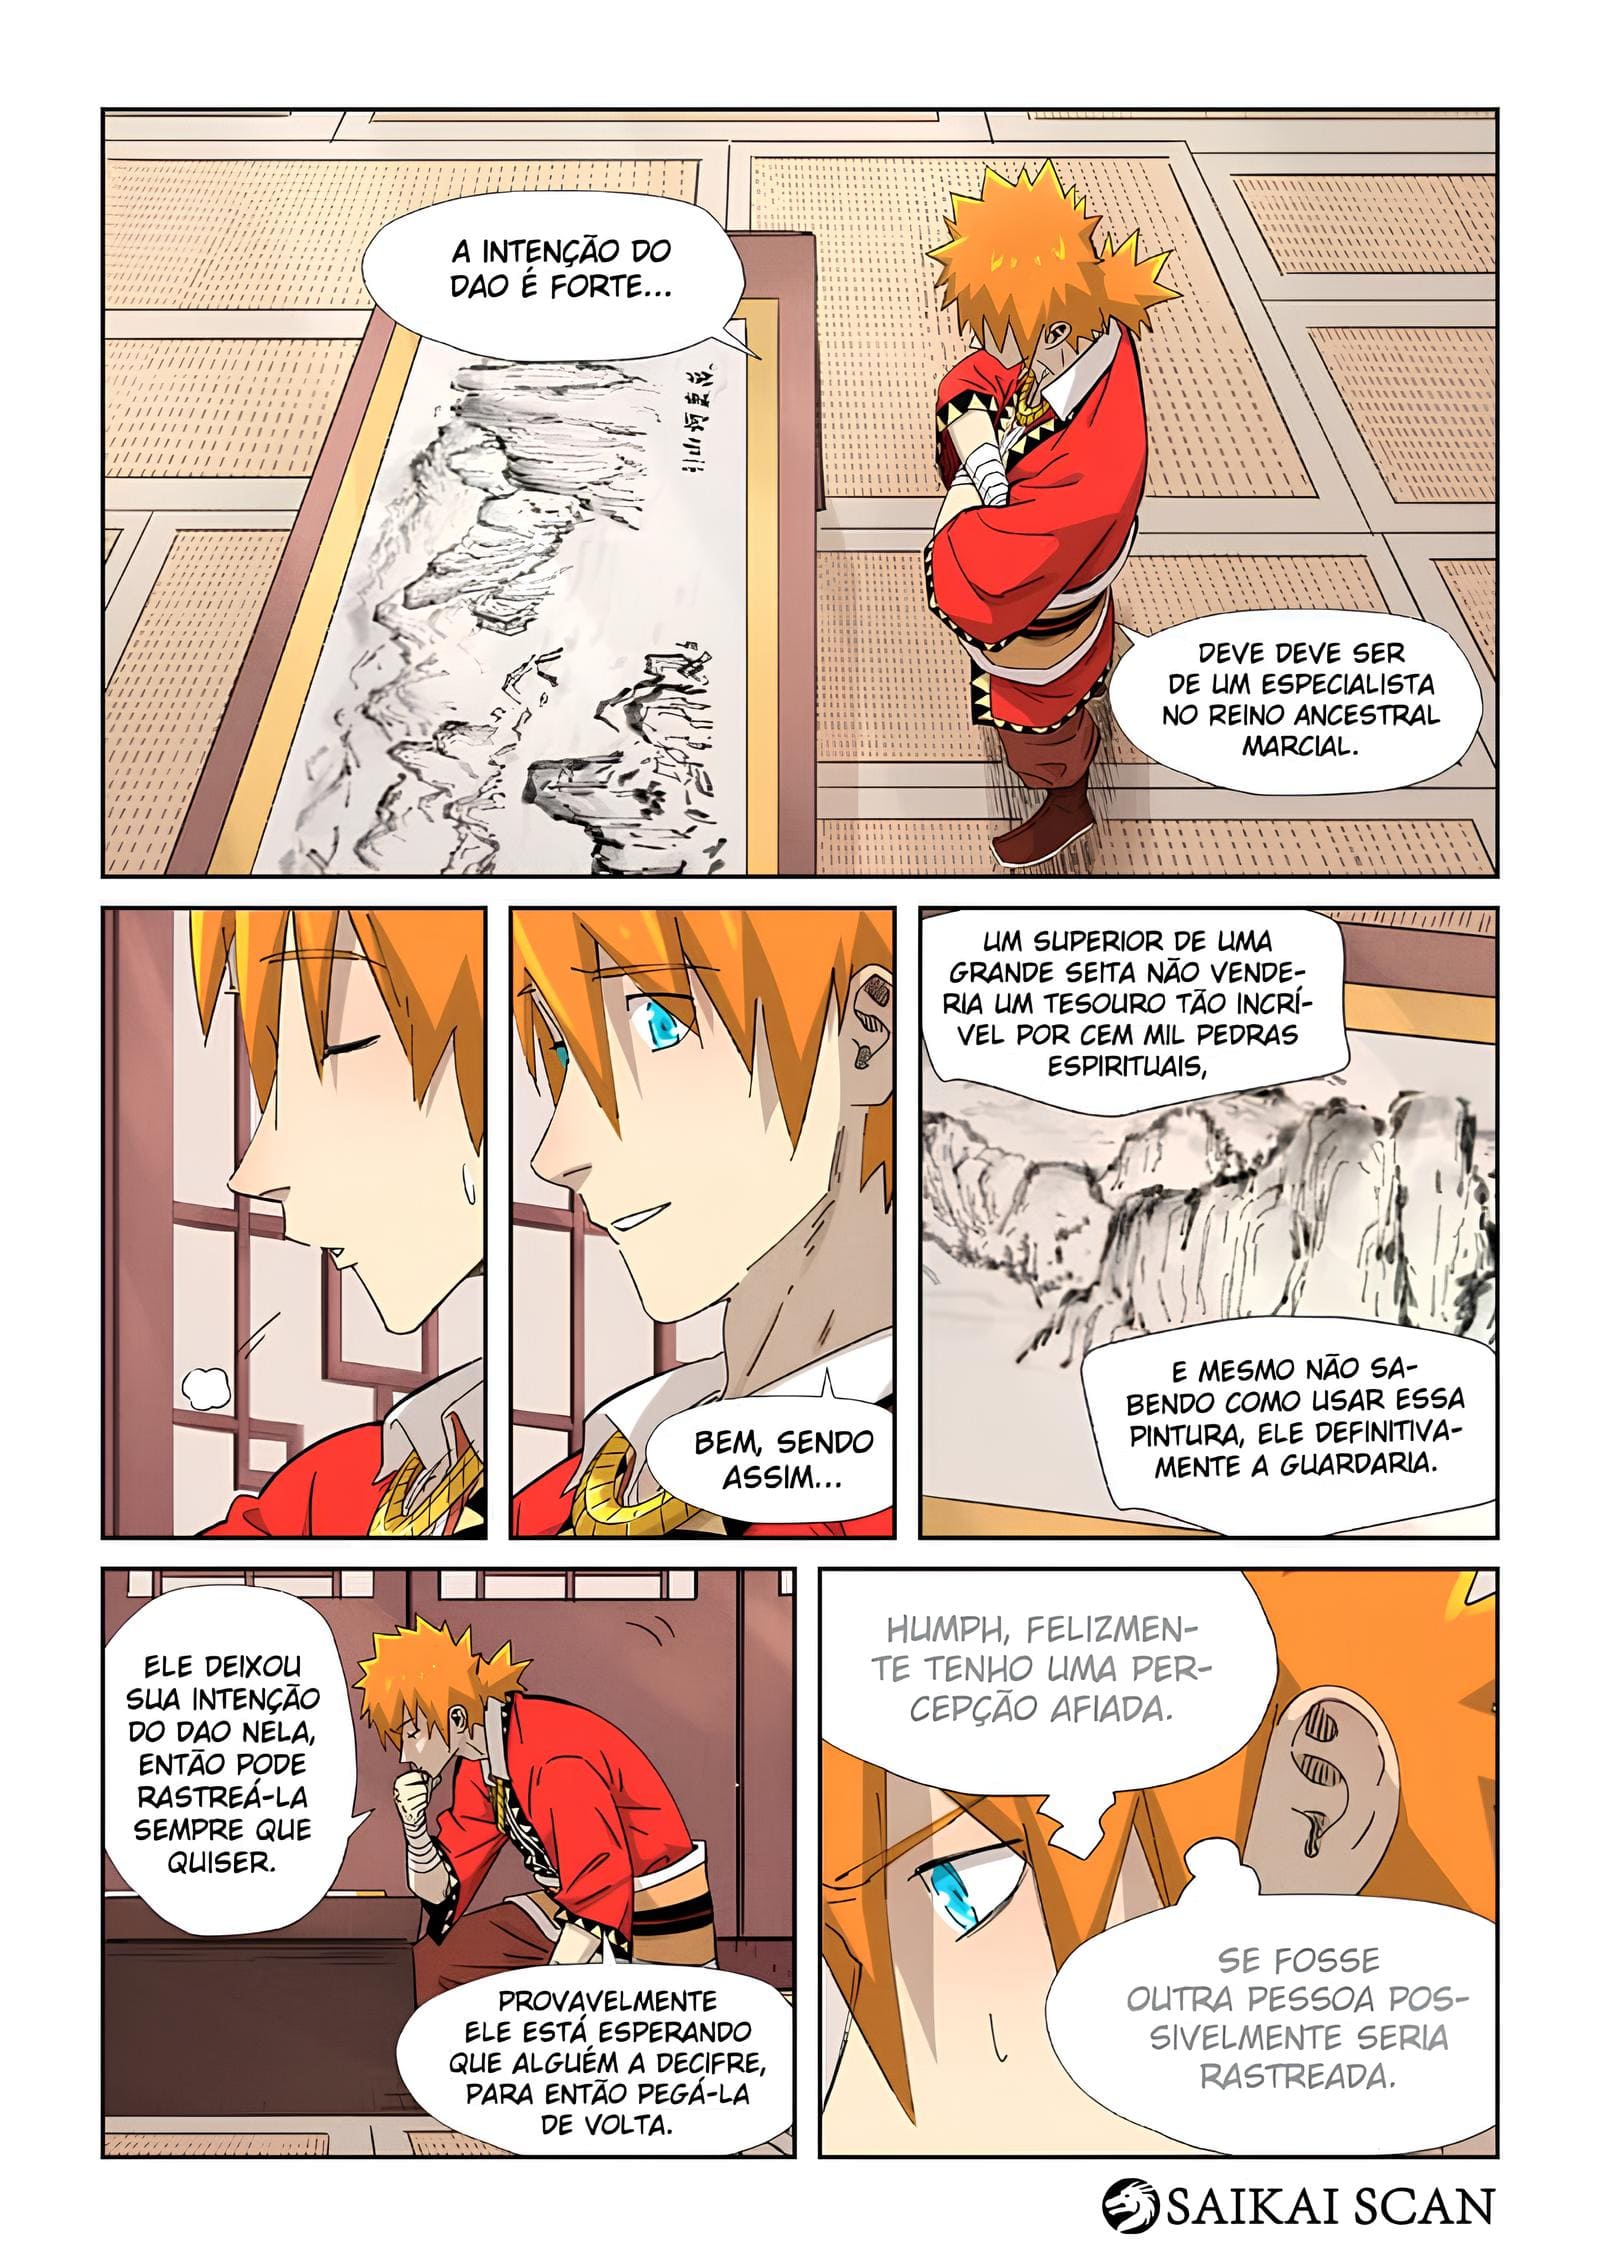 A INTENÇÃO DO
DAO É FORTE...
DEVE DEVE SER
DE UM ESPECIALISTA
NO REINO ANCESTRAL
MARCIAL.
BEM, SENDO
ASSIM...
UM SUPERIOR DE UMA
GRANDE SEITA NÃO VENDE-
RIA UM TESOURO TÃO INCRÍ-
VEL POR CEM MIL PEDRAS
ESPIRITUAIS,
E MESMO NÃO SA-
BENDO COMO USAR ESSA
PINTURA, ELE DEFINITIVA-
MENTE A GUARDARIA.
ELE DEIXOU
SUA INTENÇÃO
DO DAO NELA,
ENTÃO PODE
RASTREÁ-LA
SEMPRE QUE
QUISER.
PROVAVELMENTE
ELE ESTÁ ESPERANDO
QUE ALGUÉM A DECIFRE,
PARA ENTÃO PEGÁ-LA
DE VOLTA.
HUMPH, FELIZMEN-
TE TENHO UMA PER-
CEPÇÃO AFIADA.
SE FOSSE
OUTRA PESSOA POS-
SIVELMENTE SERIA
RASTREADA.
SAIKAI SCAN